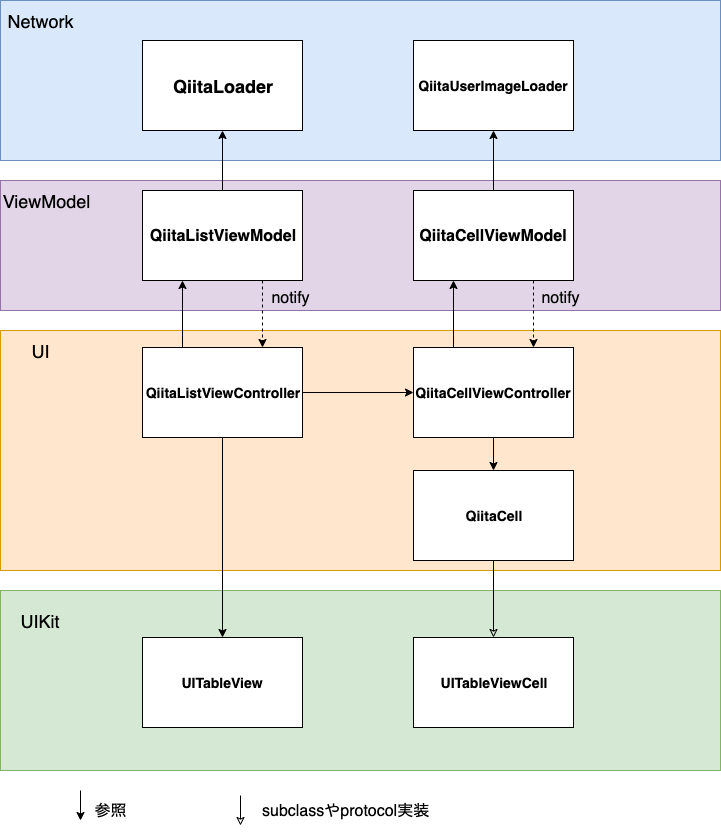 Network
QiitaLoader
QiitaUserImageLoader
ViewModel
QiitaListViewModel
QiitaCellViewModel
notify
notify
UI
QiitaListViewController
QiitaCellViewController
QiitaCell
UIKit
UITableView
UITableViewCell
参照
subclassやprotocol実装